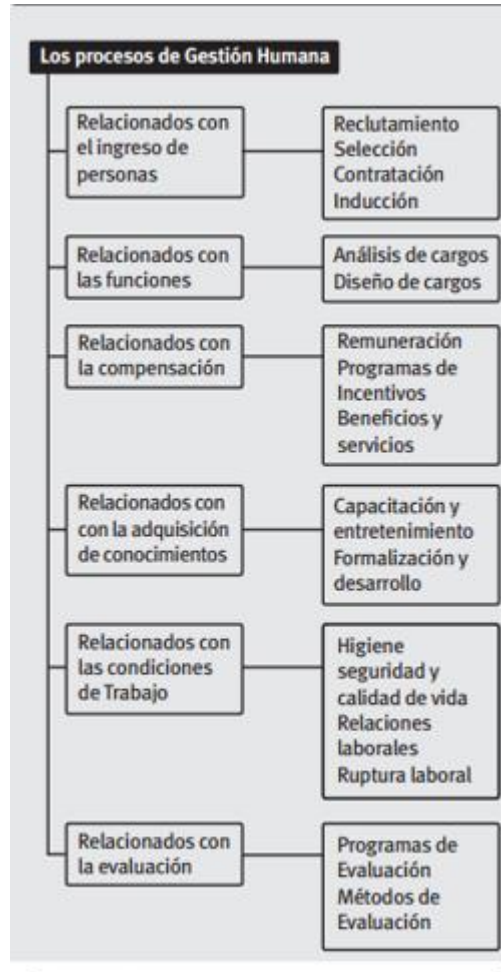 Los procesos de Gestión Humana
Relacionados con
el ingreso de
personas
Reclutamiento
Selección
Contratación
Inducción
Relacionados con
las funciones
Análisis de cargos
Diseño de cargos
Relacionados con
la compensación
Remuneración
Programas de
Incentivos
Beneficios y
servicios
Relacionados con
con la adquisición
de conocimientos
Capacitación y
entretenimiento
Formalización y
desarrollo
Relacionados con
las condiciones
de Trabajo
Higiene
seguridad y
calidad de vida
Relaciones
laborales
Ruptura laboral
Relacionados con
la evaluación
Programas de
Evaluación
Métodos de
Evaluación